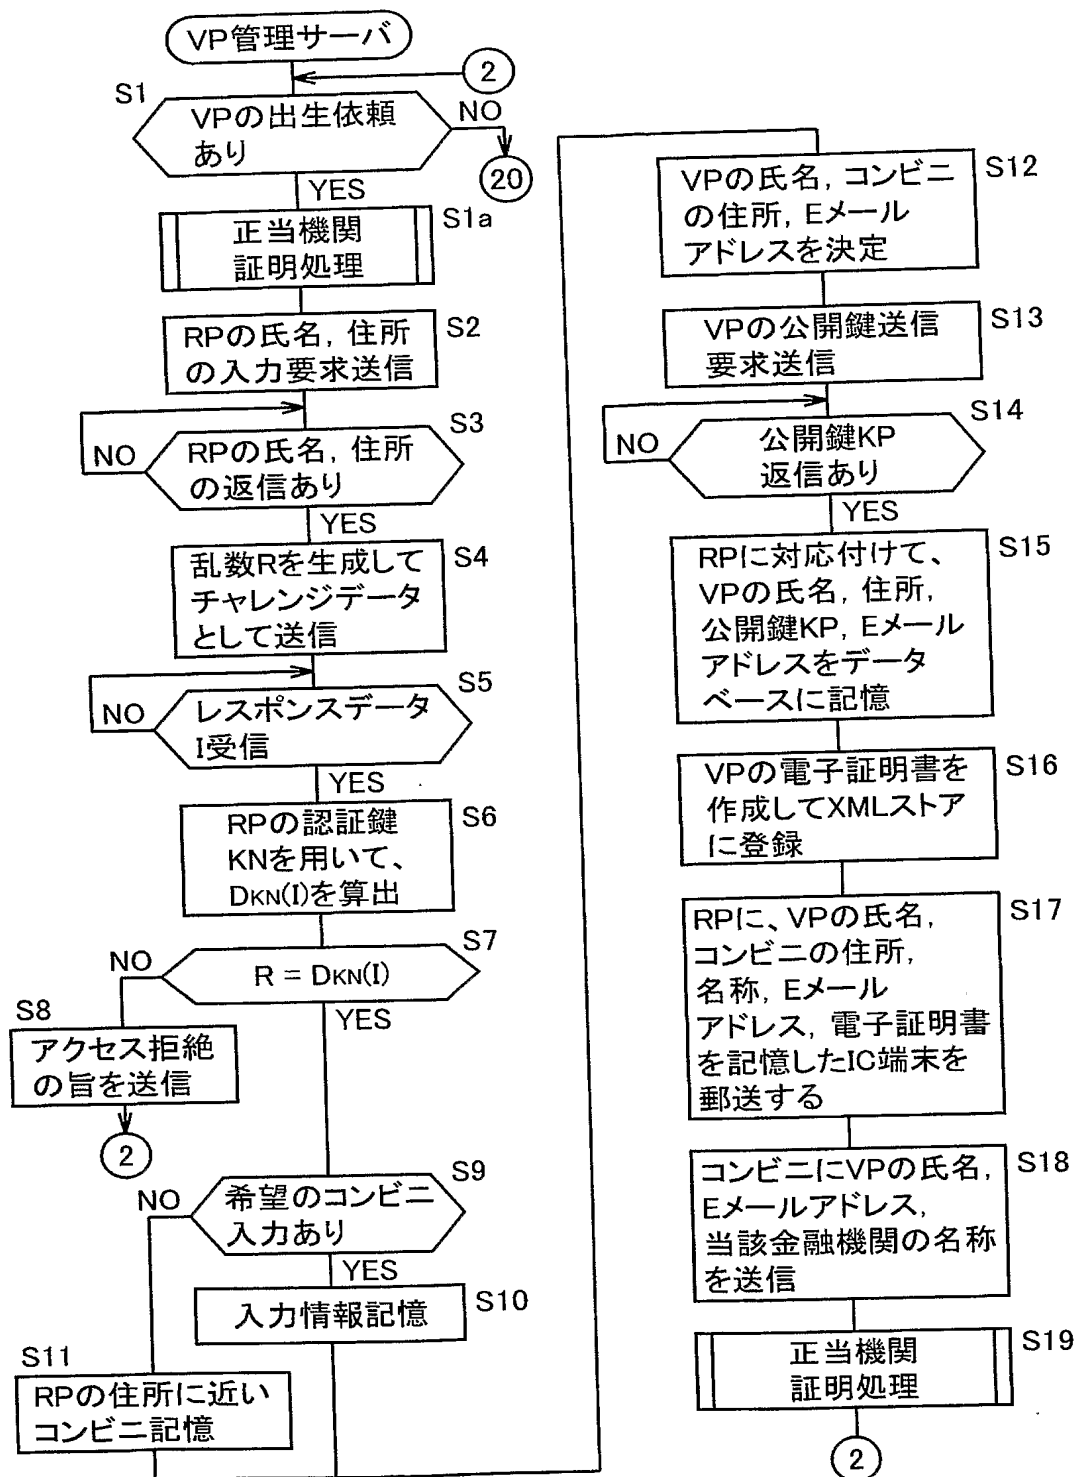 VP管理サーバ
2
S1
VPの出生依頼
あり
NO
20
YES
S1a
正当機関
証明処理
S2
RPの氏名, 住所
の入力要求送信
S3
NO
RPの氏名, 住所
の返信あり
YES
S4
乱数Rを生成して
チャレンジデータ
として送信
S5
NO
レスポンスデータ
I受信
YES
S6
RPの認証鍵
KNを用いて、
DKN(I)を算出
S7
NO
R = DKN(I)
YES
S8
アクセス拒絶
の旨を送信
2
S9
NO
希望のコンビニ
入力あり
YES
S10
入力情報記憶
S11
RPの住所に近い
コンビニ記憶
S12
VPの氏名, コンビニ
の住所, Eメール
アドレスを決定
S13
VPの公開鍵送信
要求送信
S14
NO
公開鍵KP
返信あり
YES
S15
RPに対応付けて、
VPの氏名, 住所,
公開鍵KP, Eメール
アドレスをデータ
ベースに記憶
S16
VPの電子証明書を
作成してXMLストア
に登録
S17
RPに、VPの氏名,
コンビニの住所,
名称, Eメール
アドレス, 電子証明書
を記憶したIC端末を
郵送する
S18
コンビニにVPの氏名,
Eメールアドレス,
当該金融機関の名称
を送信
S19
正当機関
証明処理
2